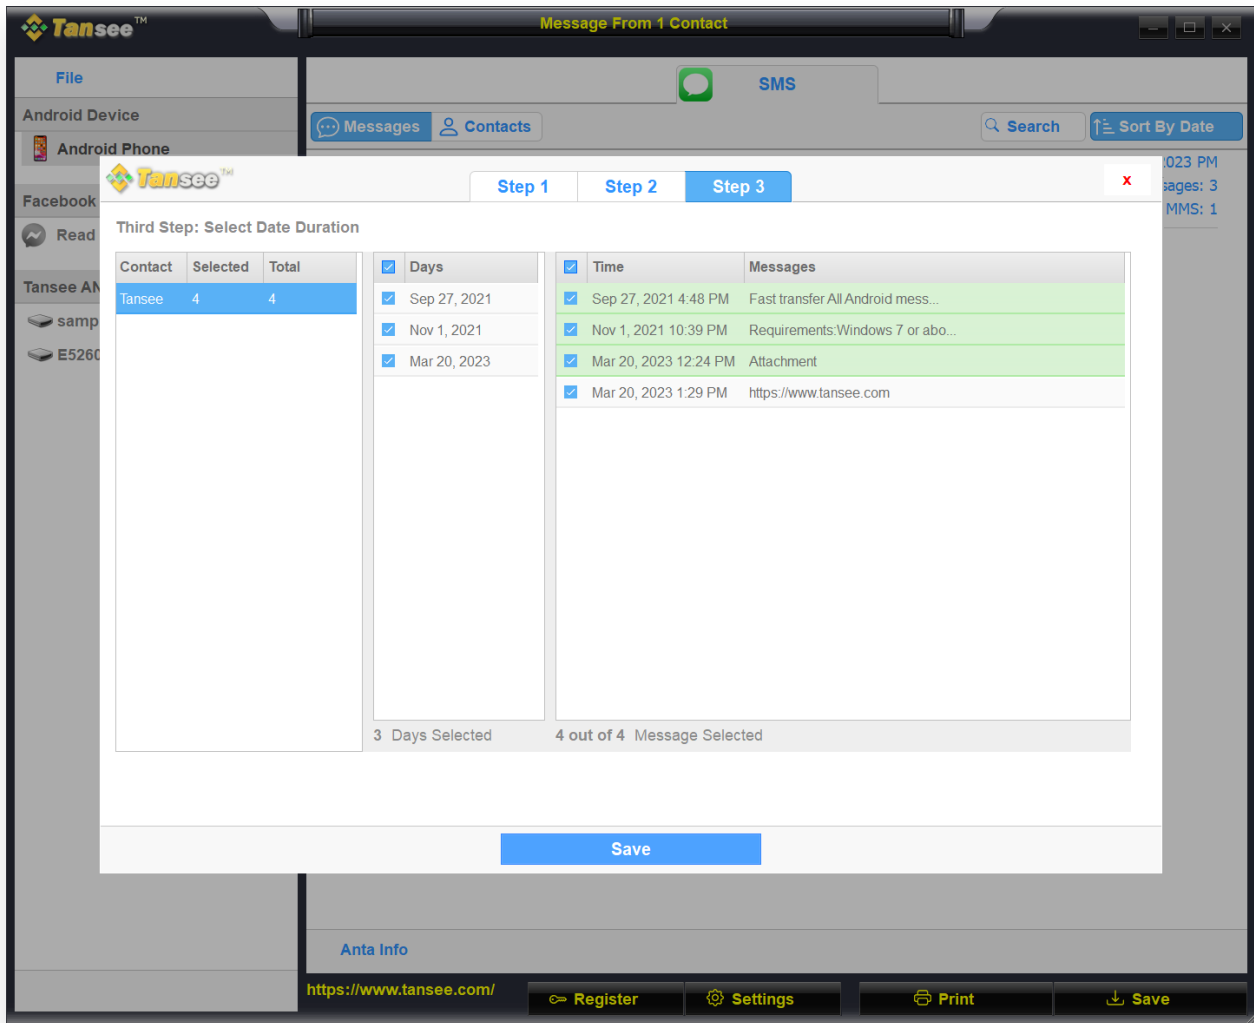 Tansee™
Message From 1 Contact
File
SMS
Android Device
Messages
Contacts
Search
Sort By Date
Android Phone
Facebook
Read
Tansee AN
samp
E5260
2023 PM
sages: 3
MMS: 1
Tansee™
Step 1
Step 2
Step 3
x
Third Step: Select Date Duration
Contact Selected Total
Tansee 4 4
Days
Sep 27, 2021
Nov 1, 2021
Mar 20, 2023
3 Days Selected
Time Messages
Sep 27, 2021 4:48 PM Fast transfer All Android mess...
Nov 1, 2021 10:39 PM Requirements:Windows 7 or abo...
Mar 20, 2023 12:24 PM Attachment
Mar 20, 2023 1:29 PM https://www.tansee.com
4 out of 4 Message Selected
Save
Anta Info
https://www.tansee.com/
Register
Settings
Print
Save